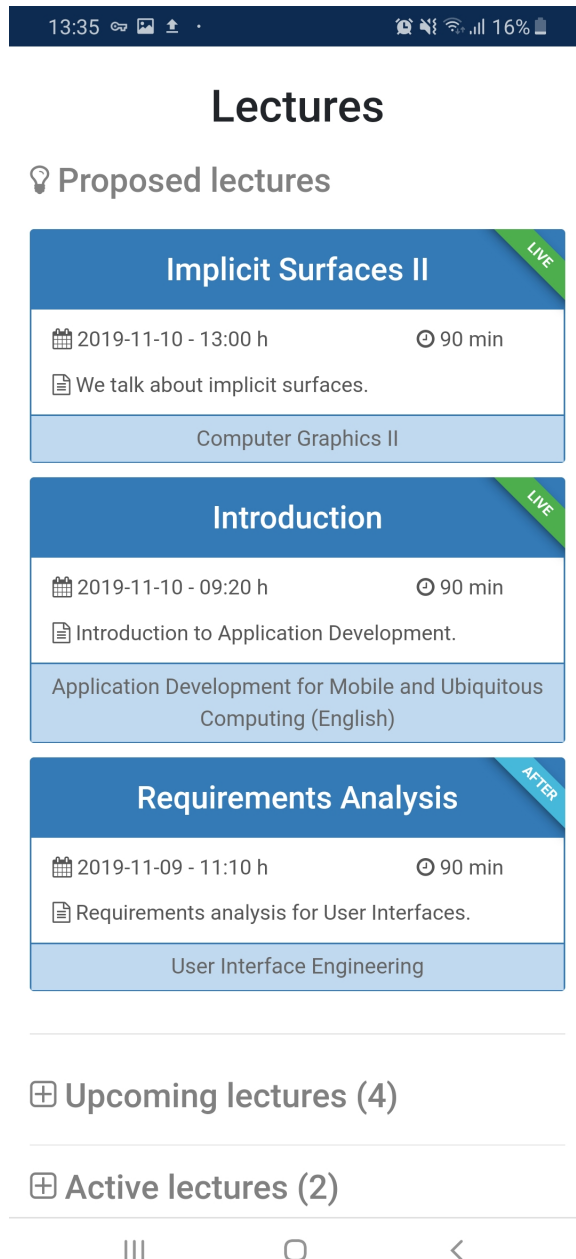 13:35 16%
Lectures
Proposed lectures
LIVE
Implicit Surfaces II
2019-11-10 - 13:00 h 90 min
We talk about implicit surfaces.
Computer Graphics II
LIVE
Introduction
2019-11-10 - 09:20 h 90 min
Introduction to Application Development.
Application Development for Mobile and Ubiquitous
Computing (English)
AFTER
Requirements Analysis
2019-11-09 - 11:10 h 90 min
Requirements analysis for User Interfaces.
User Interface Engineering
Upcoming lectures (4)
Active lectures (2)